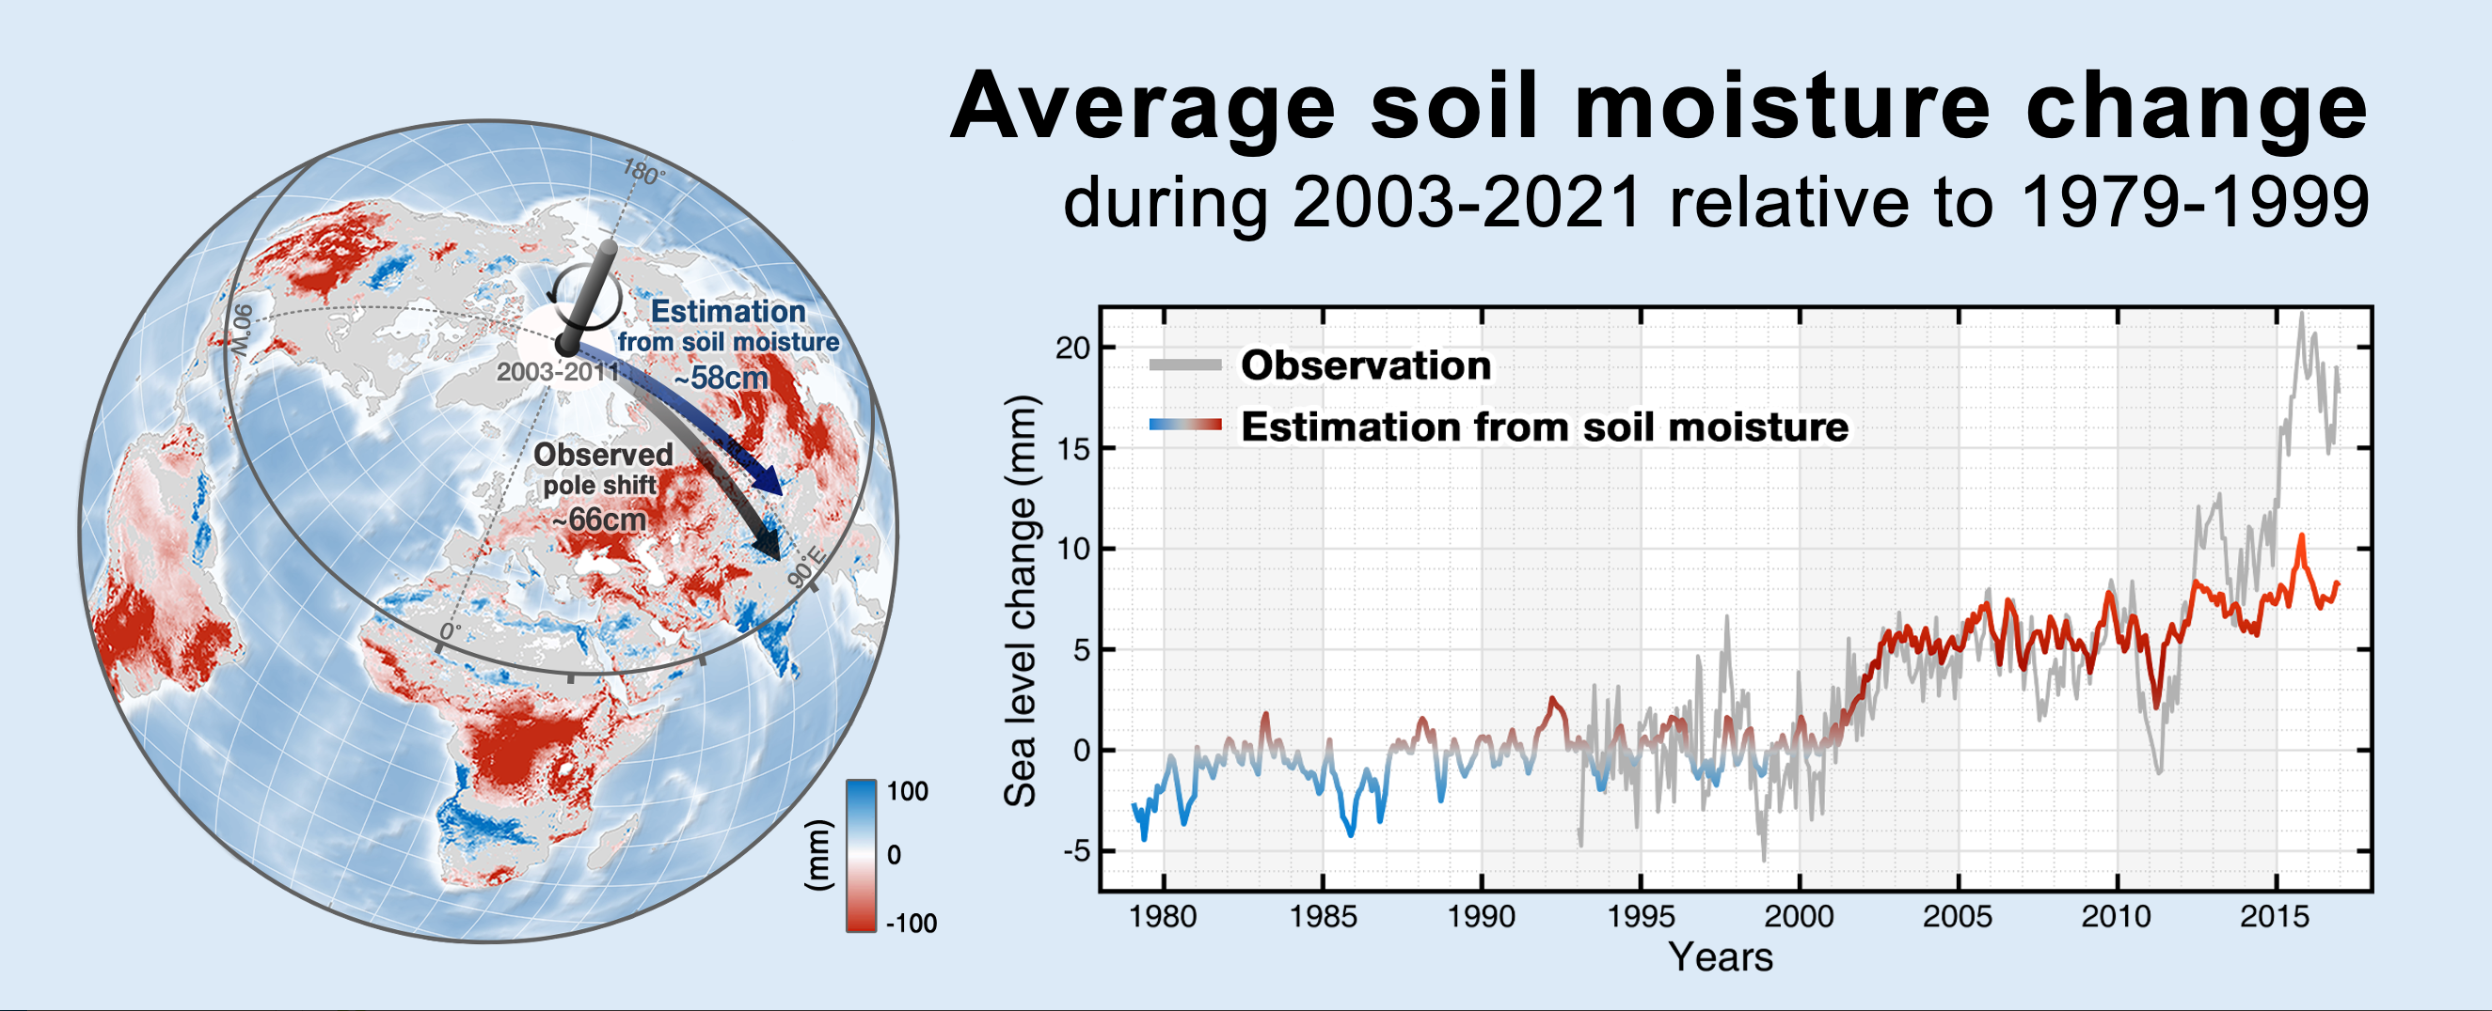 Average soil moisture change
during 2003-2021 relative to 1979-1999
180°
90°W
Estimation
from soil moisture
~58cm
2003-2011
Observed
pole shift
~66cm
90°E
0°
(mm)
100
0
-100
Observation
Estimation from soil moisture
Sea level change (mm)
20
15
10
5
0
-5
1980 1985 1990 1995 2000 2005 2010 2015
Years